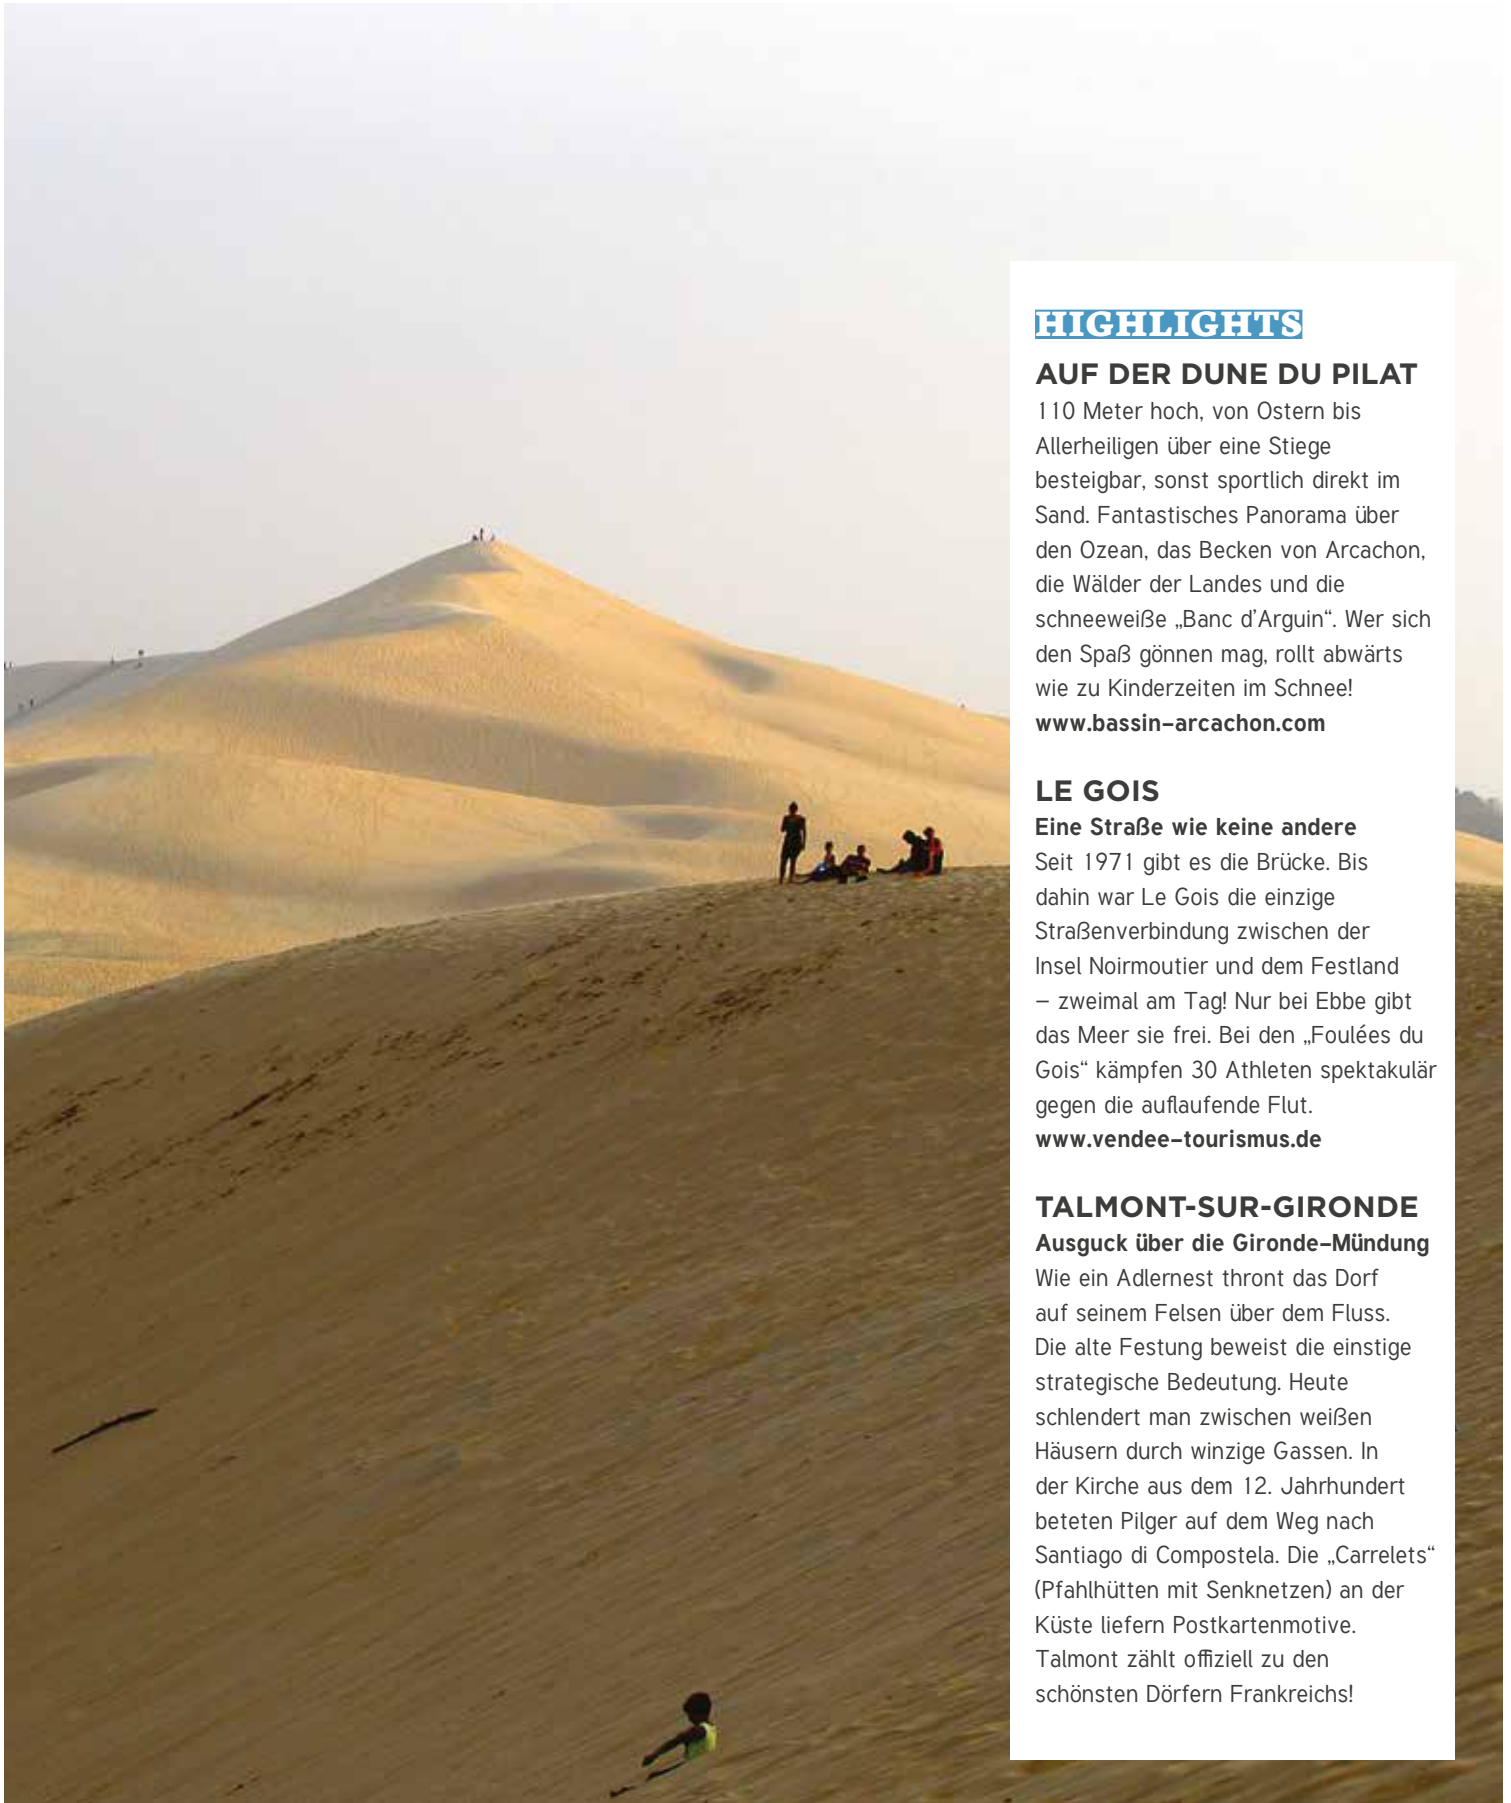 HIGHLIGHTS
AUF DER DUNE DU PILAT
110 Meter hoch, von Ostern bis
Allerheiligen über eine Stiege
besteigbar, sonst sportlich direkt im
Sand. Fantastisches Panorama über
den Ozean, das Becken von Arcachon,
die Wälder der Landes und die
schneeweiße „Banc d’Arguin“. Wer sich
den Spaß gönnen mag, rollt abwärts
wie zu Kinderzeiten im Schnee!
www.bassin-arcachon.com
LE GOIS
Eine Straße wie keine andere
Seit 1971 gibt es die Brücke. Bis
dahin war Le Gois die einzige
Straßenverbindung zwischen der
Insel Noirmoutier und dem Festland
– zweimal am Tag! Nur bei Ebbe gibt
das Meer sie frei. Bei den „Foulées du
Gois“ kämpfen 30 Athleten spektakulär
gegen die auflaufende Flut.
www.vendee-tourismus.de
TALMONT-SUR-GIRONDE
Ausguck über die Gironde-Mündung
Wie ein Adlernest thront das Dorf
auf seinem Felsen über dem Fluss.
Die alte Festung beweist die einstige
strategische Bedeutung. Heute
schlendert man zwischen weißen
Häusern durch winzige Gassen. In
der Kirche aus dem 12. Jahrhundert
beteten Pilger auf dem Weg nach
Santiago di Compostela. Die „Carrelets“
(Pfahlhütten mit Senknetzen) an der
Küste liefern Postkartenmotive.
Talmont zählt offiziell zu den
schönsten Dörfern Frankreichs!